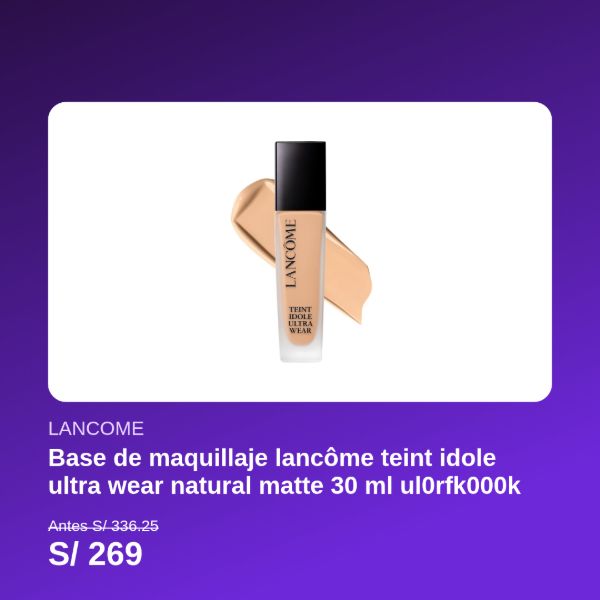 LANCÔME
TEINT
IDOLE
ULTRA
WEAR
LANCOME
Base de maquillaje lancôme teint idole
ultra wear natural matte 30 ml ul0rfk000k
Antes S/ 336.25
S/ 269